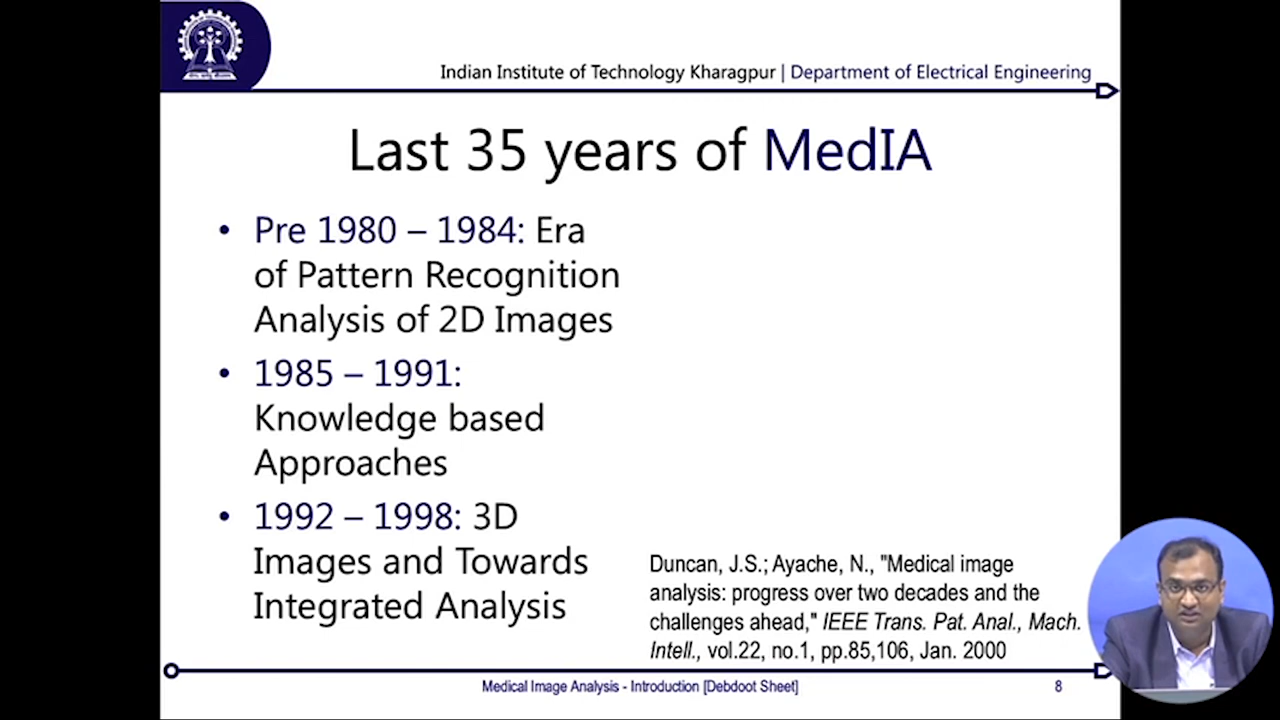 Indian Institute of Technology Kharagpur | Department of Electrical Engineering
Last 35 years of MedIA
• Pre 1980 – 1984: Era
of Pattern Recognition
Analysis of 2D Images
• 1985 – 1991:
Knowledge based
Approaches
• 1992 – 1998: 3D
Images and Towards
Integrated Analysis
Duncan, J.S.; Ayache, N., "Medical image
analysis: progress over two decades and the
challenges ahead," IEEE Trans. Pat. Anal., Mach.
Intell., vol.22, no.1, pp.85,106, Jan. 2000
Medical Image Analysis - Introduction [Debdoot Sheet]
8